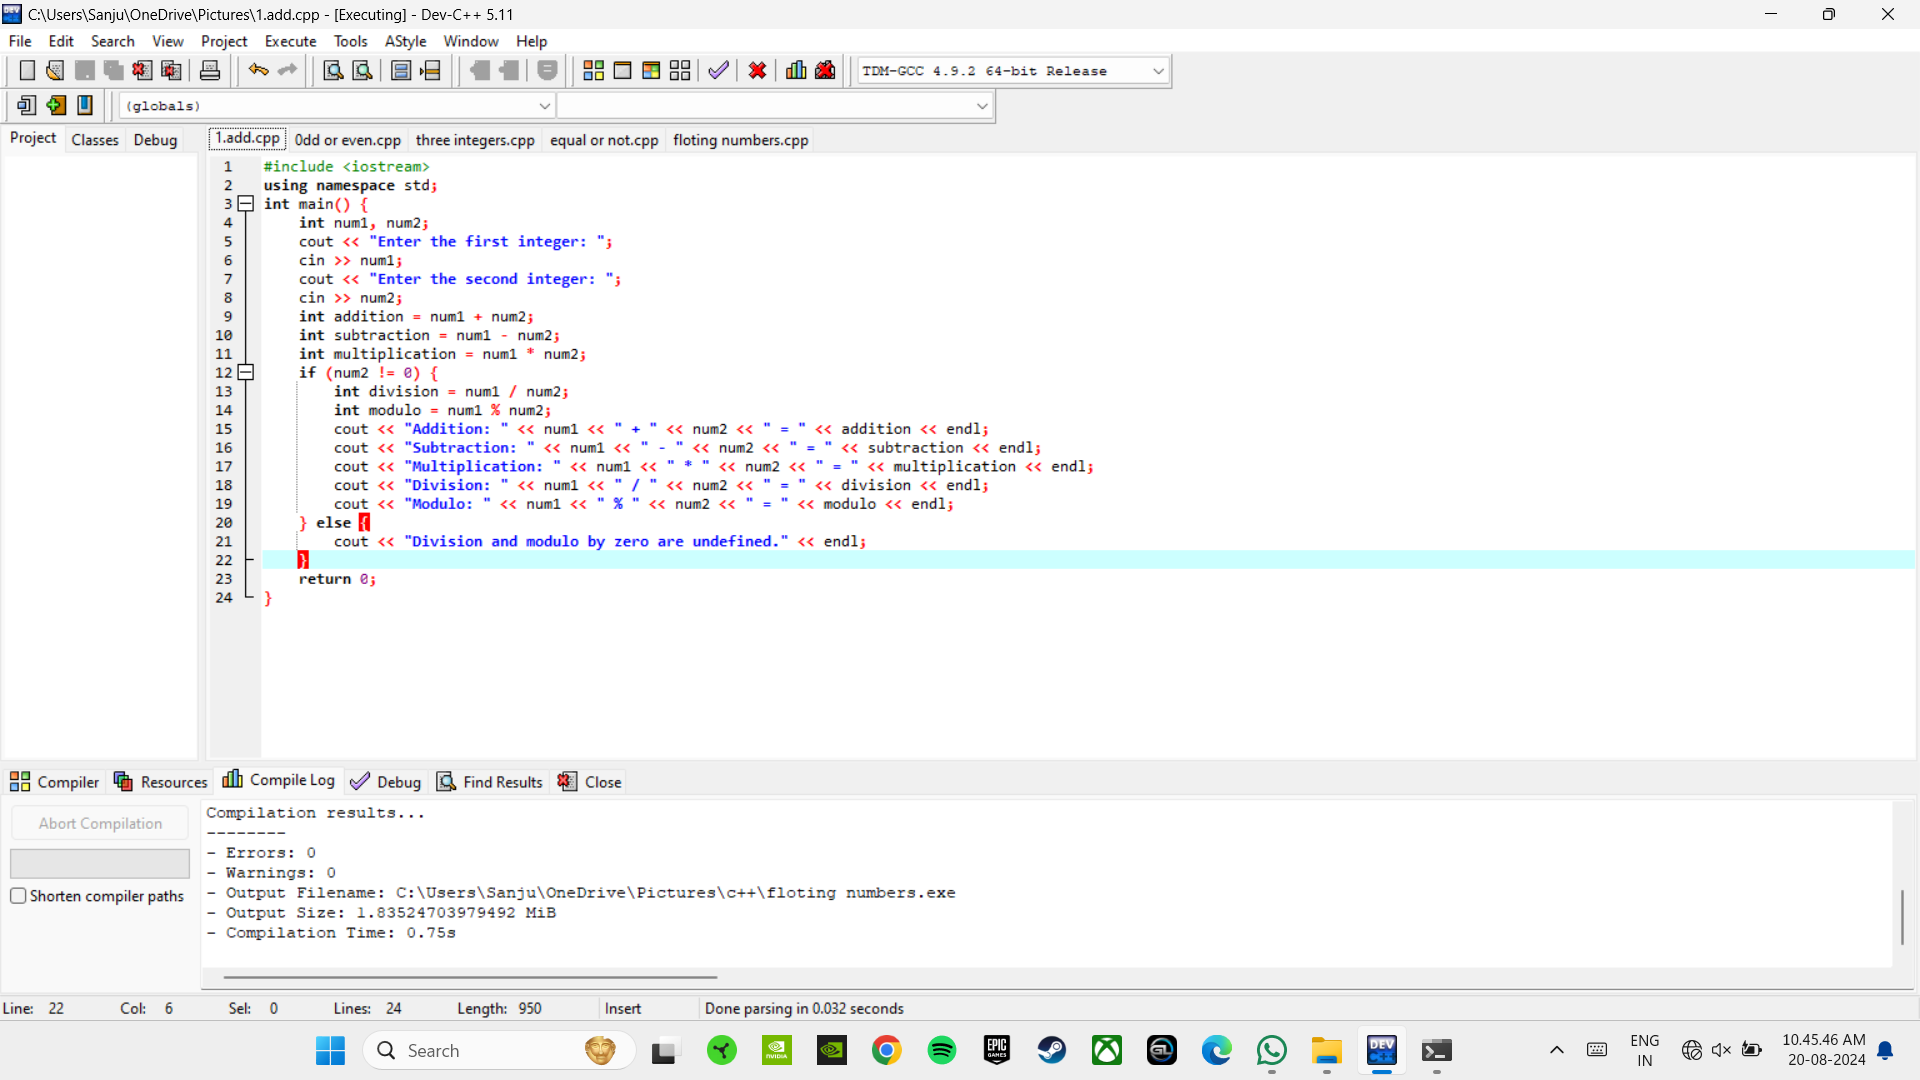 C:\Users\Sanju\OneDrive\Pictures\1.add.cpp - [Executing] - Dev-C++ 5.11
File Edit Search View Project Execute Tools AStyle Window Help
TDM-GCC 4.9.2 64-bit Release
(globals)
Project Classes Debug
1.add.cpp 0dd or even.cpp three integers.cpp equal or not.cpp floting numbers.cpp
1 #include <iostream>
2 using namespace std;
3 int main() {
4 int num1, num2;
5 cout << "Enter the first integer: ";
6 cin >> num1;
7 cout << "Enter the second integer: ";
8 cin >> num2;
9 int addition = num1 + num2;
10 int subtraction = num1 - num2;
11 int multiplication = num1 * num2;
12 if (num2 != 0) {
13 int division = num1 / num2;
14 int modulo = num1 % num2;
15 cout << "Addition: " << num1 << " + " << num2 << " = " << addition << endl;
16 cout << "Subtraction: " << num1 << " - " << num2 << " = " << subtraction << endl;
17 cout << "Multiplication: " << num1 << " * " << num2 << " = " << multiplication << endl;
18 cout << "Division: " << num1 << " / " << num2 << " = " << division << endl;
19 cout << "Modulo: " << num1 << " % " << num2 << " = " << modulo << endl;
20 } else {
21 cout << "Division and modulo by zero are undefined." << endl;
22 }
23 return 0;
24 }
Compiler Resources Compile Log Debug Find Results Close
Abort Compilation
Shorten compiler paths
Compilation results...
--------
- Errors: 0
- Warnings: 0
- Output Filename: C:\Users\Sanju\OneDrive\Pictures\c++\floting numbers.exe
- Output Size: 1.83524703979492 MiB
- Compilation Time: 0.75s
Line: 22 Col: 6 Sel: 0 Lines: 24 Length: 950 Insert Done parsing in 0.032 seconds
Search
NVIDIA
EPIC GAMES
DEV C++
ENG
IN
10.45.46 AM
20-08-2024